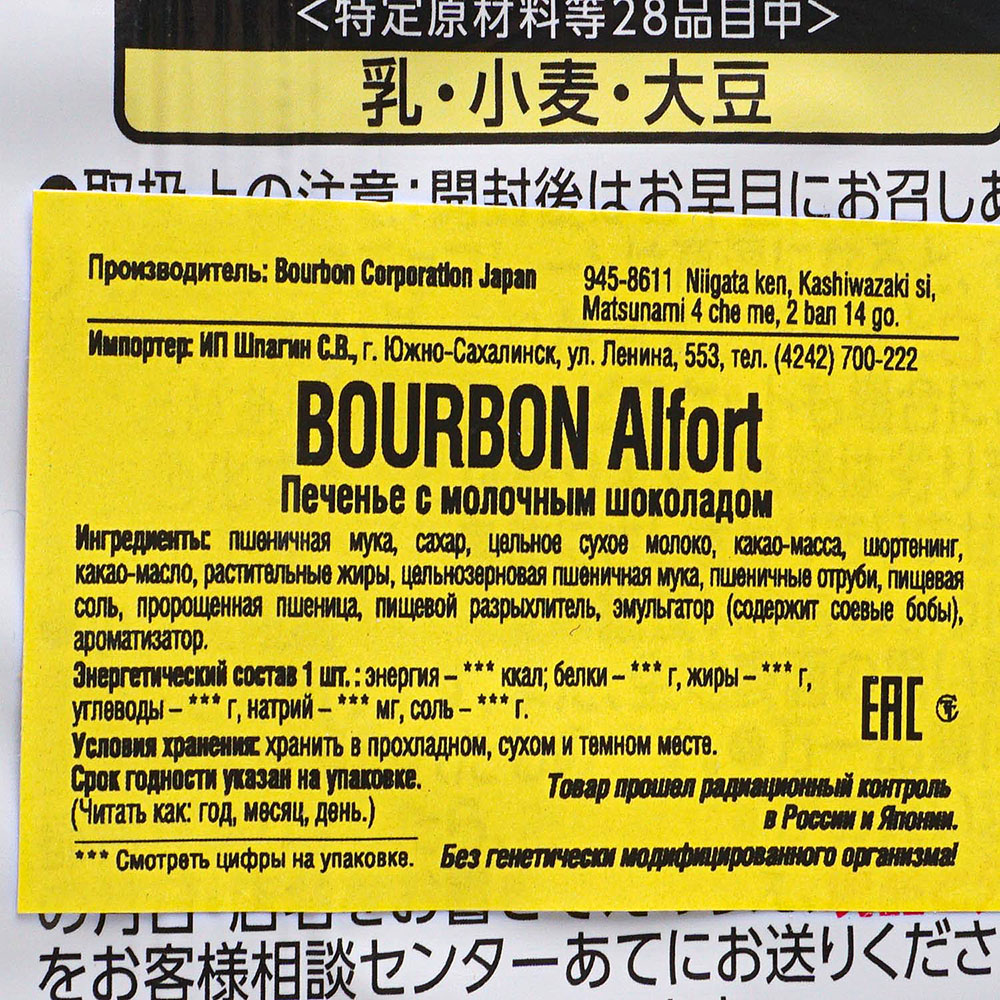 <特定原材料等28品目中>
乳・小麦・大豆
●取扱上の注意:開封後はお早目にお召しあ
Производитель: Bourbon Corporation Japan
945-8611 Niigata ken, Kashiwazaki si,
Matsunami 4 che me, 2 ban 14 go.
Импортер: ИП Шпагин С.В., г. Южно-Сахалинск, ул. Ленина, 553, тел. (4242) 700-222
BOURBON Alfort
Печенье с молочным шоколадом
Ингредиенты: пшеничная мука, сахар, цельное сухое молоко, какао-масса, шортенинг,
какао-масло, растительные жиры, цельнозерновая пшеничная мука, пшеничные отруби, пищевая
соль, пророщенная пшеница, пищевой разрыхлитель, эмульгатор (содержит соевые бобы),
ароматизатор.
Энергетический состав 1 шт. : энергия – *** ккал; белки – *** г, жиры – *** г,
углеводы – *** г, натрий – *** мг, соль – *** г.
EAC
Условия хранения: хранить в прохладном, сухом и темном месте.
Срок годности указан на упаковке.
(Читать как: год, месяц, день.)
Товар прошел радиационный контроль
в России и Японии.
*** Смотреть цифры на упаковке.
Без генетически модифицированного организма!
をお客様相談センターあてにお送りくださ